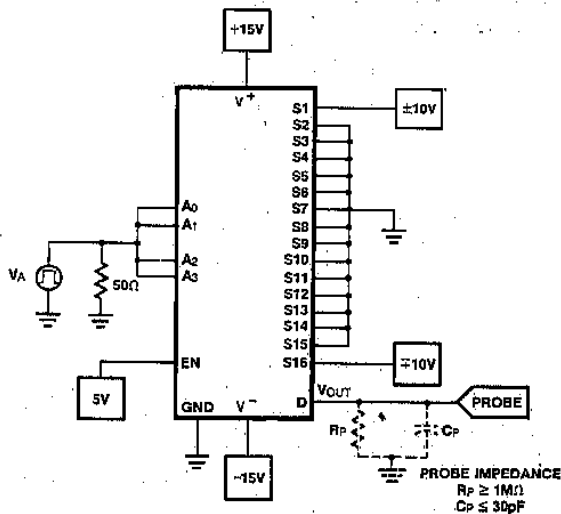 +15V
V+
S1
±10V
S2
S3
S4
S5
S6
S7
S8
S9
S10
S11
S12
S13
S14
S15
S16
∓10V
A0
A1
A2
A3
VA
50Ω
EN
5V
GND
V-
D
VOUT
PROBE
-15V
RP
CP
PROBE IMPEDANCE
RP ≥ 1MΩ
CP ≤ 30pF